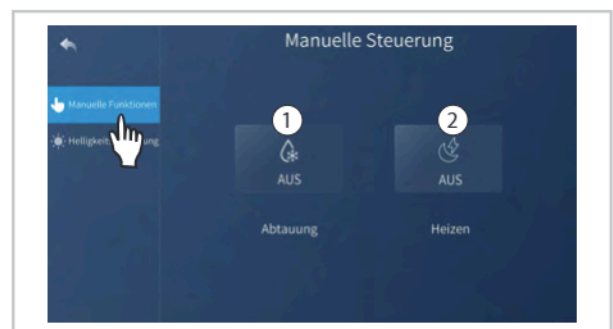 Manuelle Steuerung
Manuelle Funktionen
1
2
AUS
AUS
Abtauung
Heizen